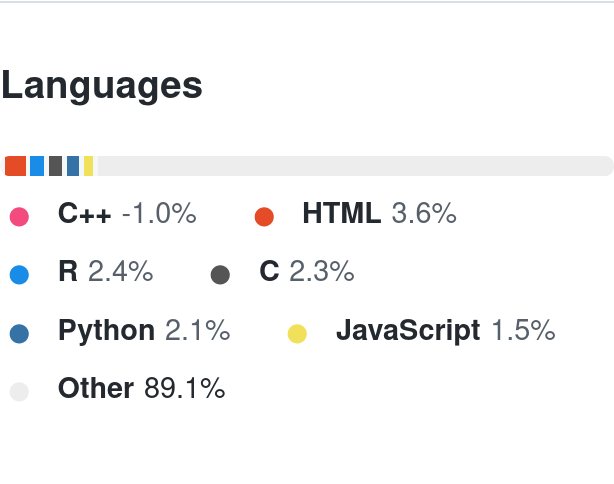 Languages
C++ -1.0% HTML 3.6%
R 2.4% C 2.3%
Python 2.1% JavaScript 1.5%
Other 89.1%